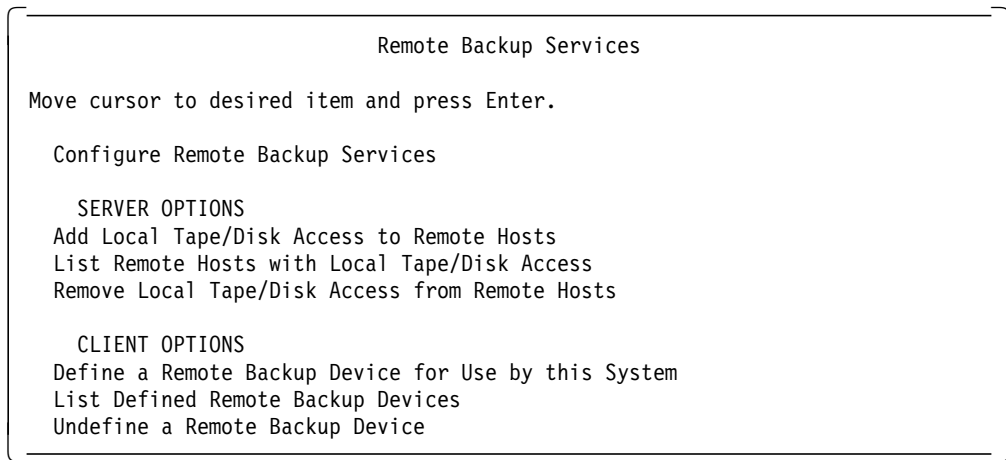 Remote Backup Services
Move cursor to desired item and press Enter.
Configure Remote Backup Services
SERVER OPTIONS
Add Local Tape/Disk Access to Remote Hosts
List Remote Hosts with Local Tape/Disk Access
Remove Local Tape/Disk Access from Remote Hosts
CLIENT OPTIONS
Define a Remote Backup Device for Use by this System
List Defined Remote Backup Devices
Undefine a Remote Backup Device